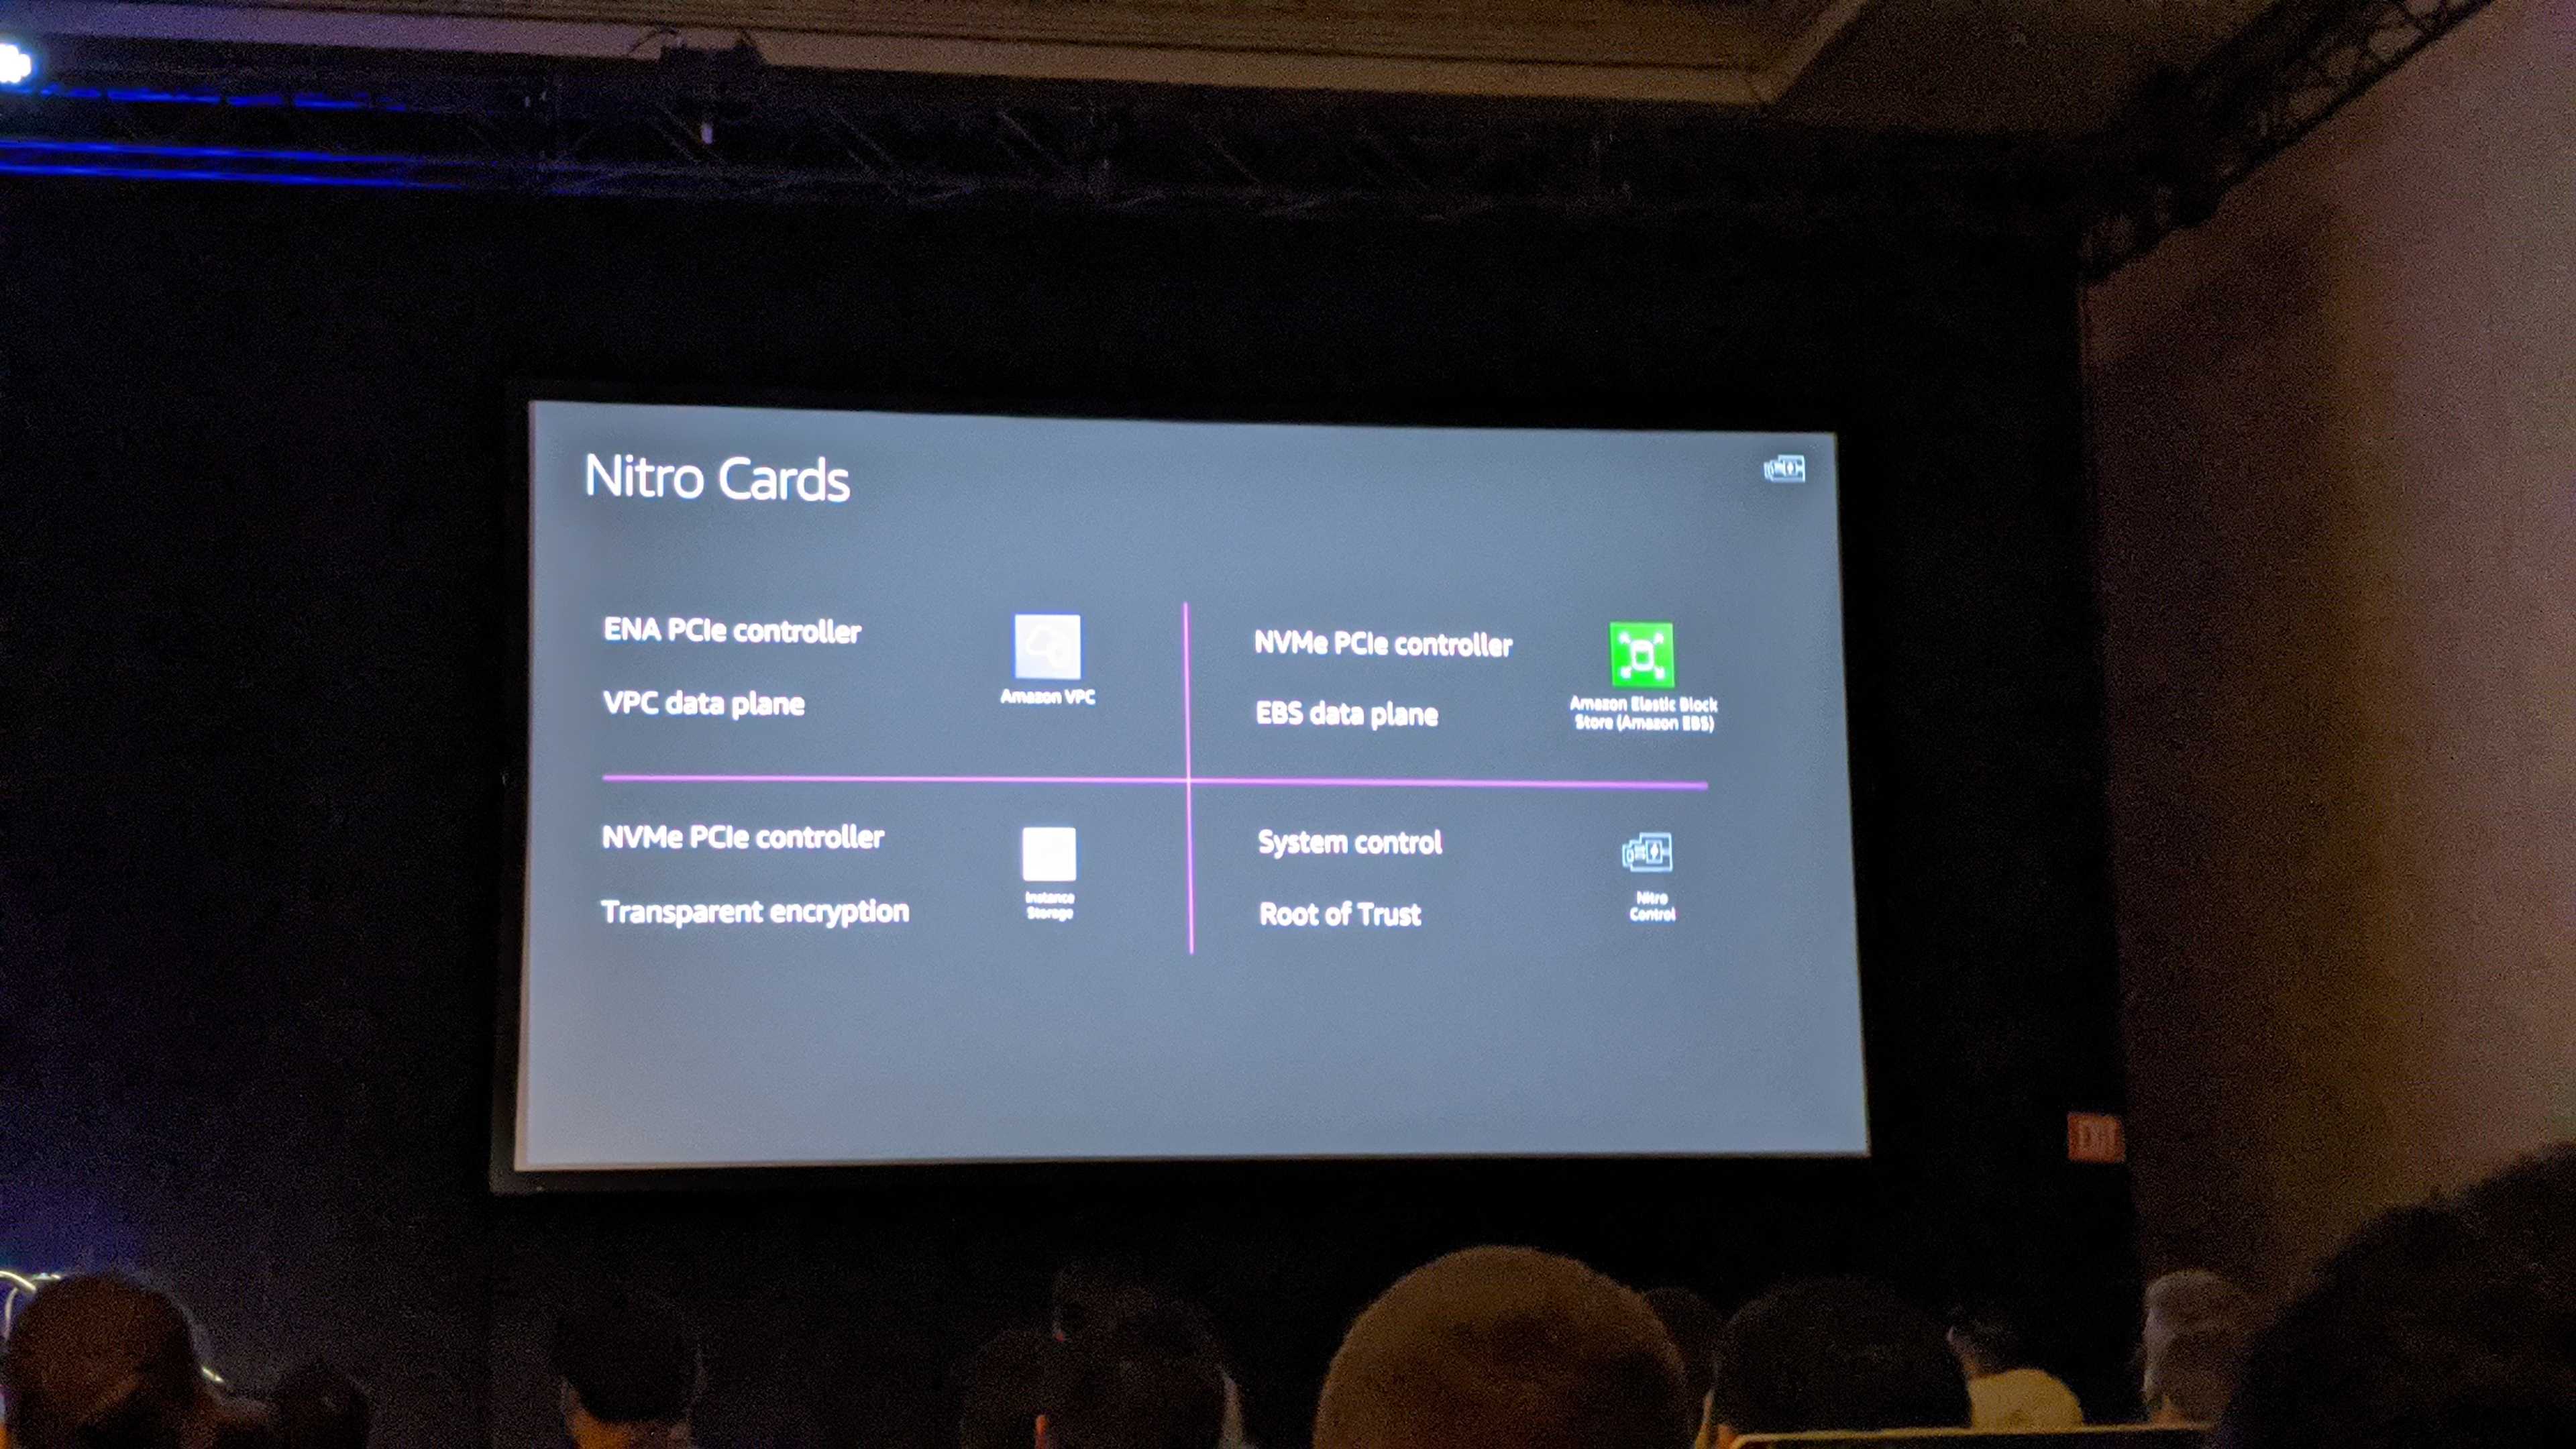 Nitro Cards
ENA PCIe controller
VPC data plane
Amazon VPC
NVMe PCIe controller
EBS data plane
Amazon Elastic Block
Store (Amazon EBS)
NVMe PCIe controller
Transparent encryption
Instance
Storage
System control
Root of Trust
Nitro
Control